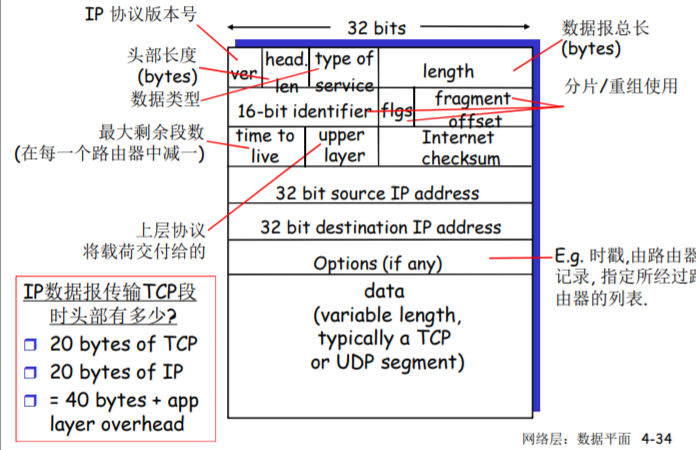 IP 协议版本号
32 bits
数据报总长
(bytes)
头部长度
(bytes)
数据类型
ver
head.
len
type of
service
length
分片/重组使用
16-bit identifier
flgs
fragment
offset
最大剩余段数
(在每一个路由器中减一)
time to
live
upper
layer
Internet
checksum
32 bit source IP address
上层协议
将载荷交付给的
32 bit destination IP address
Options (if any)
E.g. 时戳,由路由器
记录, 指定所经过路
由器的列表.
data
(variable length,
typically a TCP
or UDP segment)
IP数据报传输TCP段
时头部有多少?
20 bytes of TCP
20 bytes of IP
= 40 bytes + app
layer overhead
网络层：数据平面 4-34